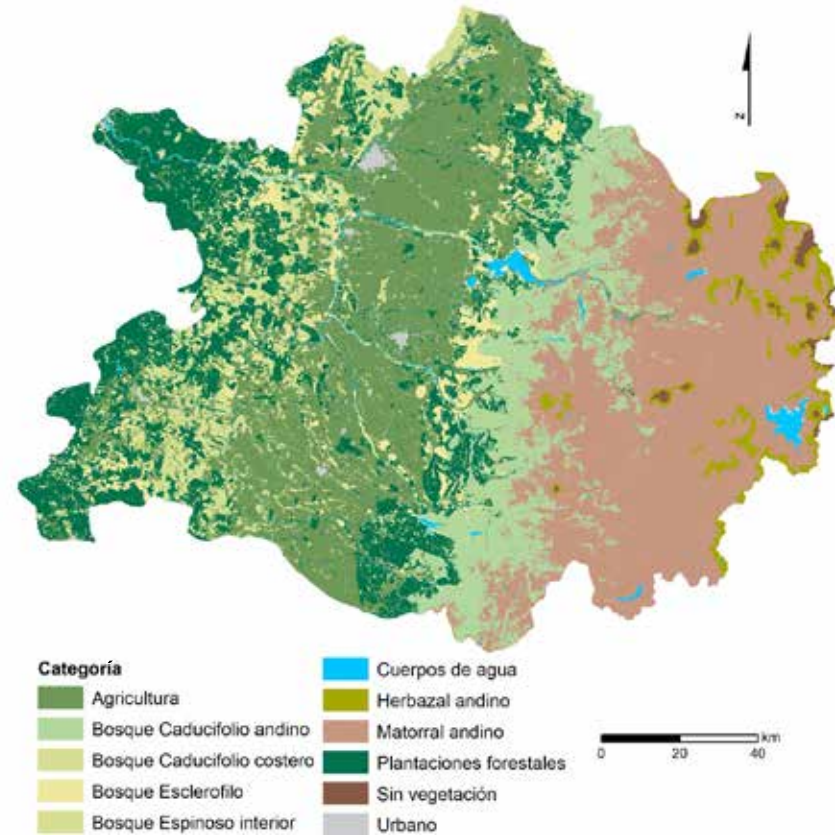 N
Categoría
Agricultura
Bosque Caducifolio andino
Bosque Caducifolio costero
Bosque Esclerofilo
Bosque Espinoso interior
Cuerpos de agua
Herbazal andino
Matorral andino
Plantaciones forestales
Sin vegetación
Urbano
km
0 20 40